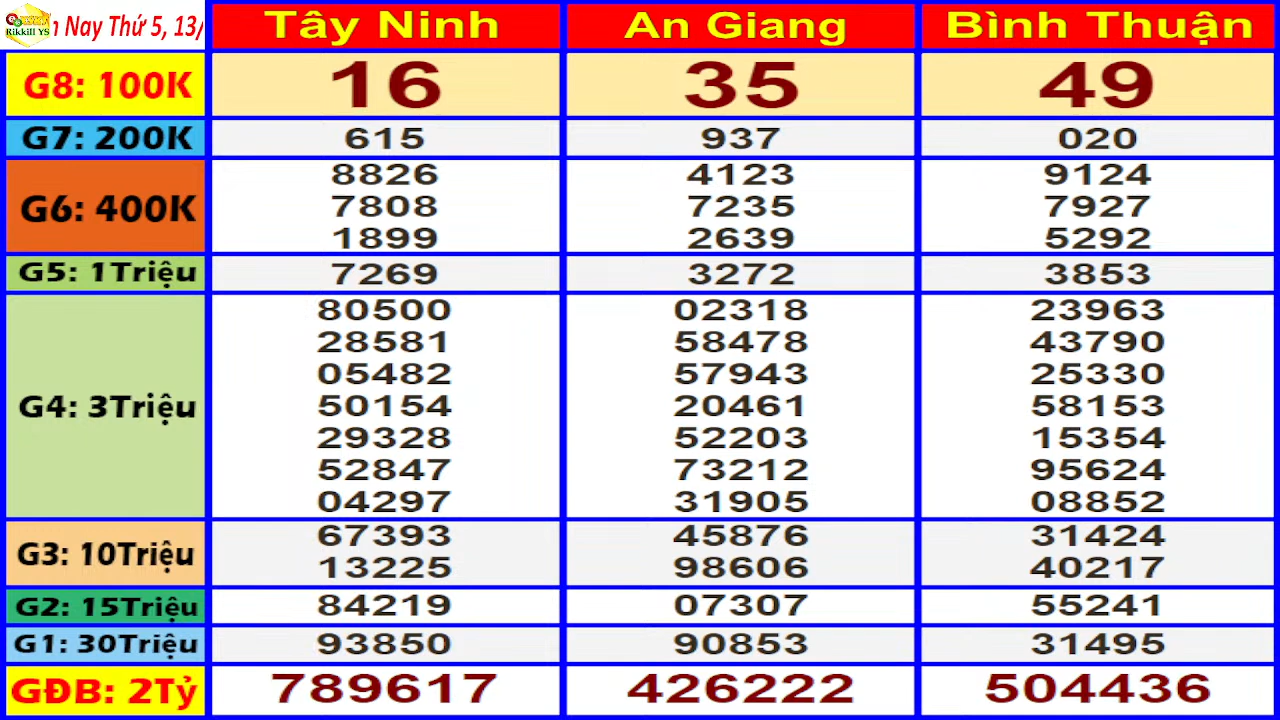 Rikkill YS
Nay Thứ 5, 13/
Tây Ninh An Giang Bình Thuận
G8: 100K 16 35 49
G7: 200K 615 937 020
8826 4123 9124
G6: 400K 7808 7235 7927
1899 2639 5292
G5: 1Triệu 7269 3272 3853
80500 02318 23963
28581 58478 43790
05482 57943 25330
G4: 3Triệu 50154 20461 58153
29328 52203 15354
52847 73212 95624
04297 31905 08852
67393 45876 31424
G3: 10Triệu
13225 98606 40217
G2: 15Triệu 84219 07307 55241
G1: 30Triệu 93850 90853 31495
GĐB: 2Tỷ 789617 426222 504436